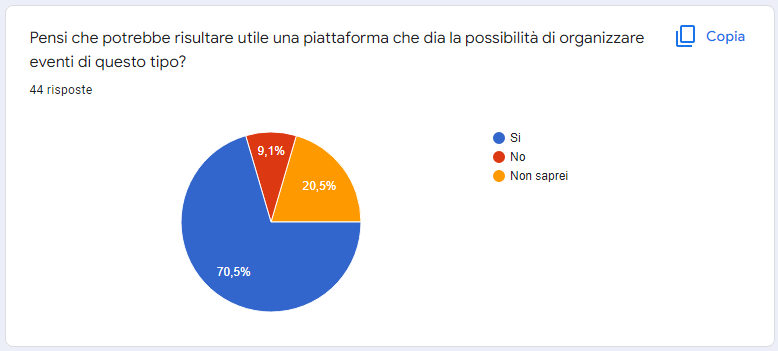 Pensi che potrebbe risultare utile una piattaforma che dia la possibilità di organizzare
eventi di questo tipo?
Copia
44 risposte
9,1%
20,5%
70,5%
Si
No
Non saprei